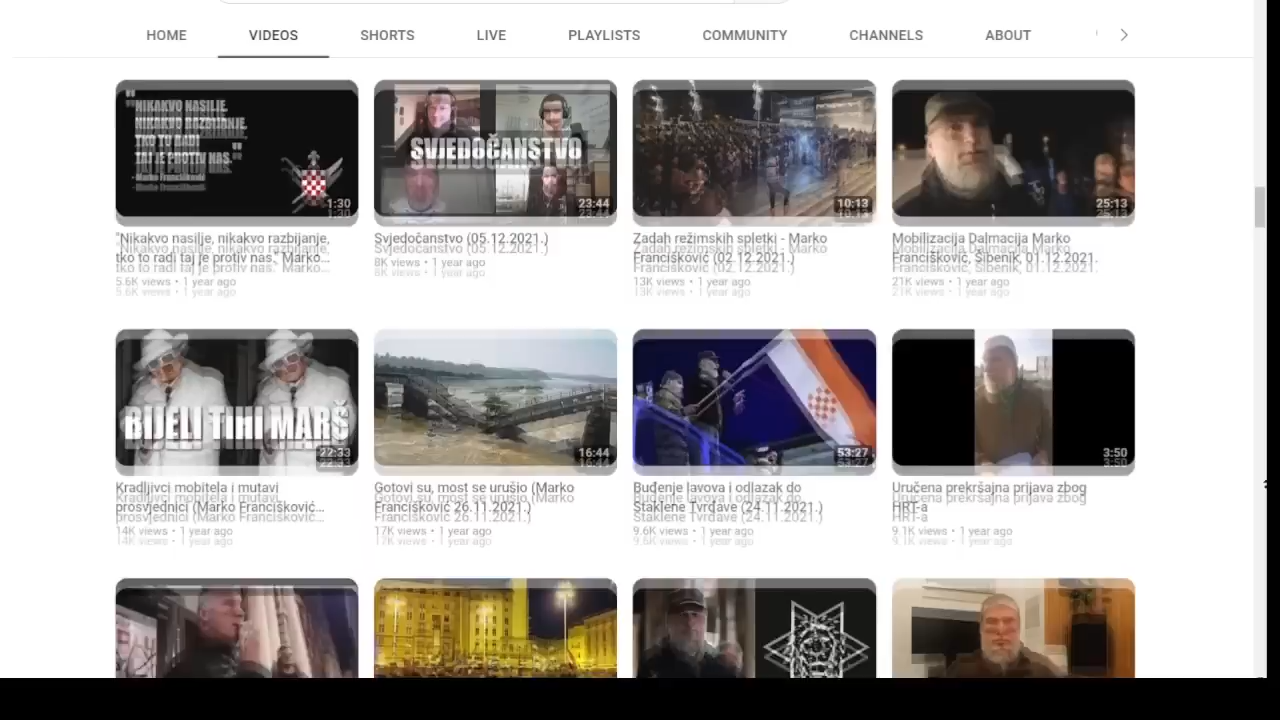 HOME VIDEOS SHORTS LIVE PLAYLISTS COMMUNITY CHANNELS ABOUT
"NIKAKVO NASILJE,
NIKAKVO RAZBIJANJE,
TKO TO RADI
TAJ JE PROTIV NAS."
- Marko Francišković
1:30
SVJEDOČANSTVO
23:44
10:13
25:13
"Nikakvo nasilje, nikakvo razbijanje,
tko to radi taj je protiv nas," Marko...
5.6K views • 1 year ago
Svjedočanstvo (05.12.2021.)
8K views • 1 year ago
Zadah režimskih spletki - Marko
Francišković (02.12.2021.)
13K views • 1 year ago
Mobilizacija Dalmacija Marko
Francišković, Šibenik, 01.12.2021.
21K views • 1 year ago
BIJELI TIHI MARŠ
22:33
16:44
53:27
3:50
Kradljivci mobitela i mutavi
prosvjednici (Marko Francišković...
14K views • 1 year ago
Gotovi su, most se urušio (Marko
Francišković 26.11.2021.)
17K views • 1 year ago
Buđenje lavova i odlazak do
Staklene Tvrđave (24.11.2021.)
9.6K views • 1 year ago
Uručena prekršajna prijava zbog
HRT-a
9.1K views • 1 year ago